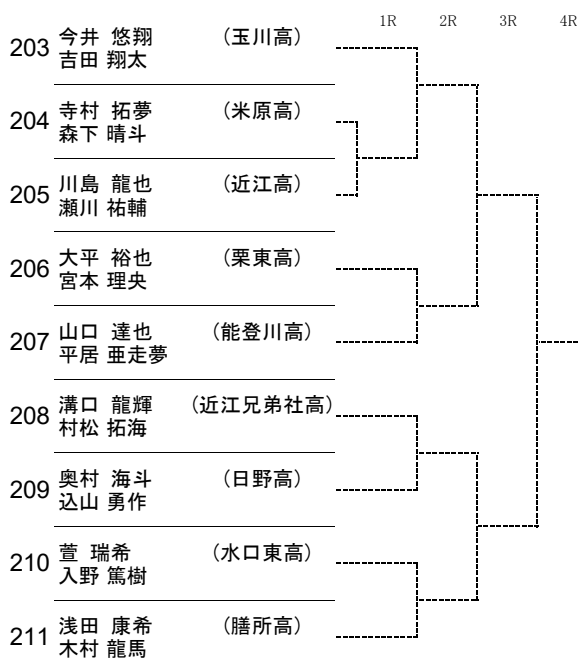 1R 2R 3R 4R
203 今井 悠翔 (玉川高)
吉田 翔太
204 寺村 拓夢 (米原高)
森下 晴斗
205 川島 龍也 (近江高)
瀬川 祐輔
206 大平 裕也 (栗東高)
宮本 理央
207 山口 達也 (能登川高)
平居 亜走夢
208 溝口 龍輝 (近江兄弟社高)
村松 拓海
209 奥村 海斗 (日野高)
込山 勇作
210 萱 瑞希 (水口東高)
入野 篤樹
211 浅田 康希 (膳所高)
木村 龍馬